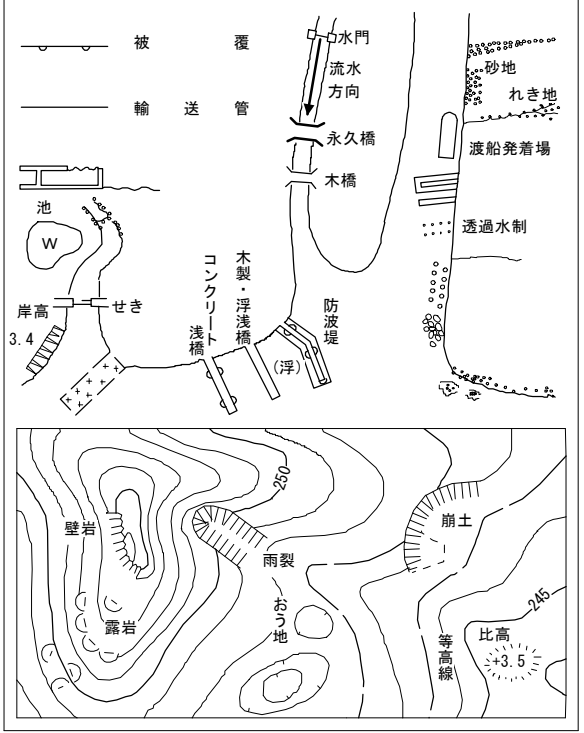 被覆
輸送管
池
W
岸高
3.4
せき
コンクリート
浅橋
木製・浮浅橋
(浮)
防波堤
水門
流水
方向
永久橋
木橋
砂地
れき地
渡船発着場
透過水制
壁岩
露岩
250
雨裂
おう地
崩土
等高線
245
比高
+3.5